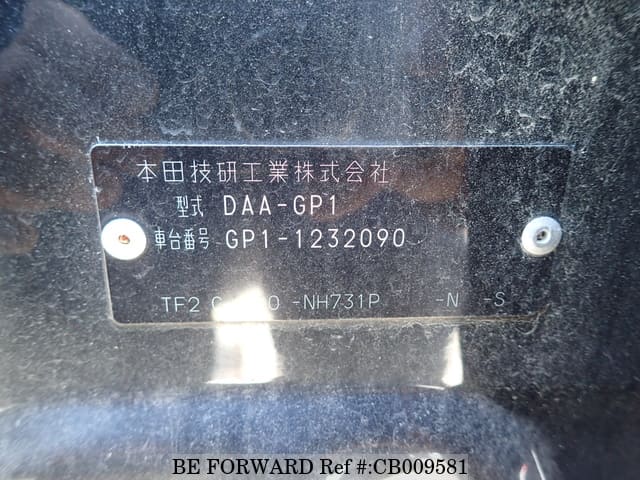 本田技研工業株式会社
型式 DAA-GP1
車台番号 GP1-1232090
TF2 -NH731P -N -S
BE FORWARD Ref #:CB009581